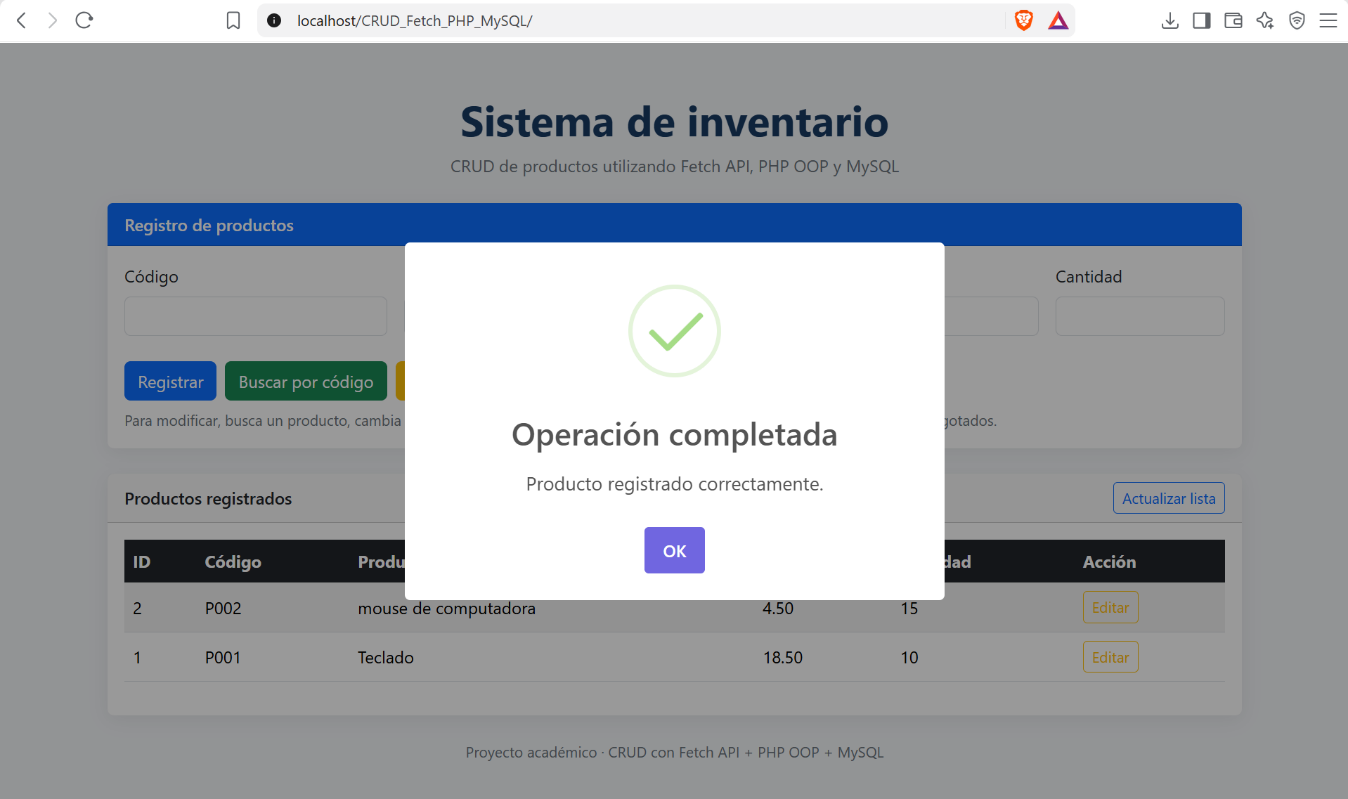 localhost/CRUD_Fetch_PHP_MySQL/
Sistema de inventario
CRUD de productos utilizando Fetch API, PHP OOP y MySQL
Registro de productos
Código
Cantidad
Registrar
Buscar por código
Para modificar, busca un producto, cambia
Operación completada
Producto registrado correctamente.
OK
Productos registrados
Actualizar lista
ID Código Acción
2 P002 mouse de computadora 4.50 15 Editar
1 P001 Teclado 18.50 10 Editar
Proyecto académico · CRUD con Fetch API + PHP OOP + MySQL